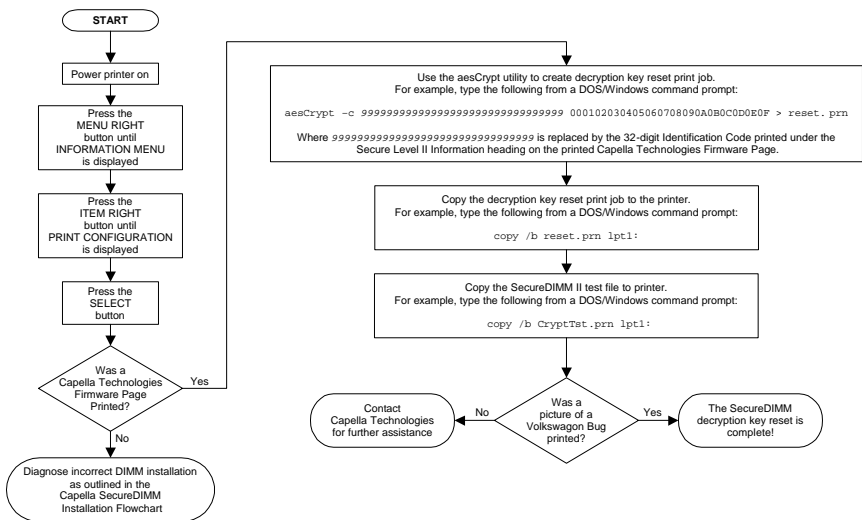 START
Power printer on
Press the
MENU RIGHT
button until
INFORMATION MENU
is displayed
Press the
ITEM RIGHT
button until
PRINT CONFIGURATION
is displayed
Press the
SELECT
button
Was a
Capella Technologies
Firmware Page
Printed?
Yes
No
Diagnose incorrect DIMM installation
as outlined in the
Capella SecureDIMM
Installation Flowchart
Use the aesCrypt utility to create decryption key reset print job.
For example, type the following from a DOS/Windows command prompt:
aesCrypt -c 99999999999999999999999999999999 000102030405060708090A0B0C0D0E0F > reset.prn
Where 99999999999999999999999999999999 is replaced by the 32-digit Identification Code printed under the
Secure Level II Information heading on the printed Capella Technologies Firmware Page.
Copy the decryption key reset print job to the printer.
For example, type the following from a DOS/Windows command prompt:
copy /b reset.prn lpt1:
Copy the SecureDIMM II test file to printer.
For example, type the following from a DOS/Windows command prompt:
copy /b CryptTst.prn lpt1:
Was a
picture of a
Volkswagon Bug
printed?
No
Contact
Capella Technologies
for further assistance
Yes
The SecureDIMM
decryption key reset is
complete!